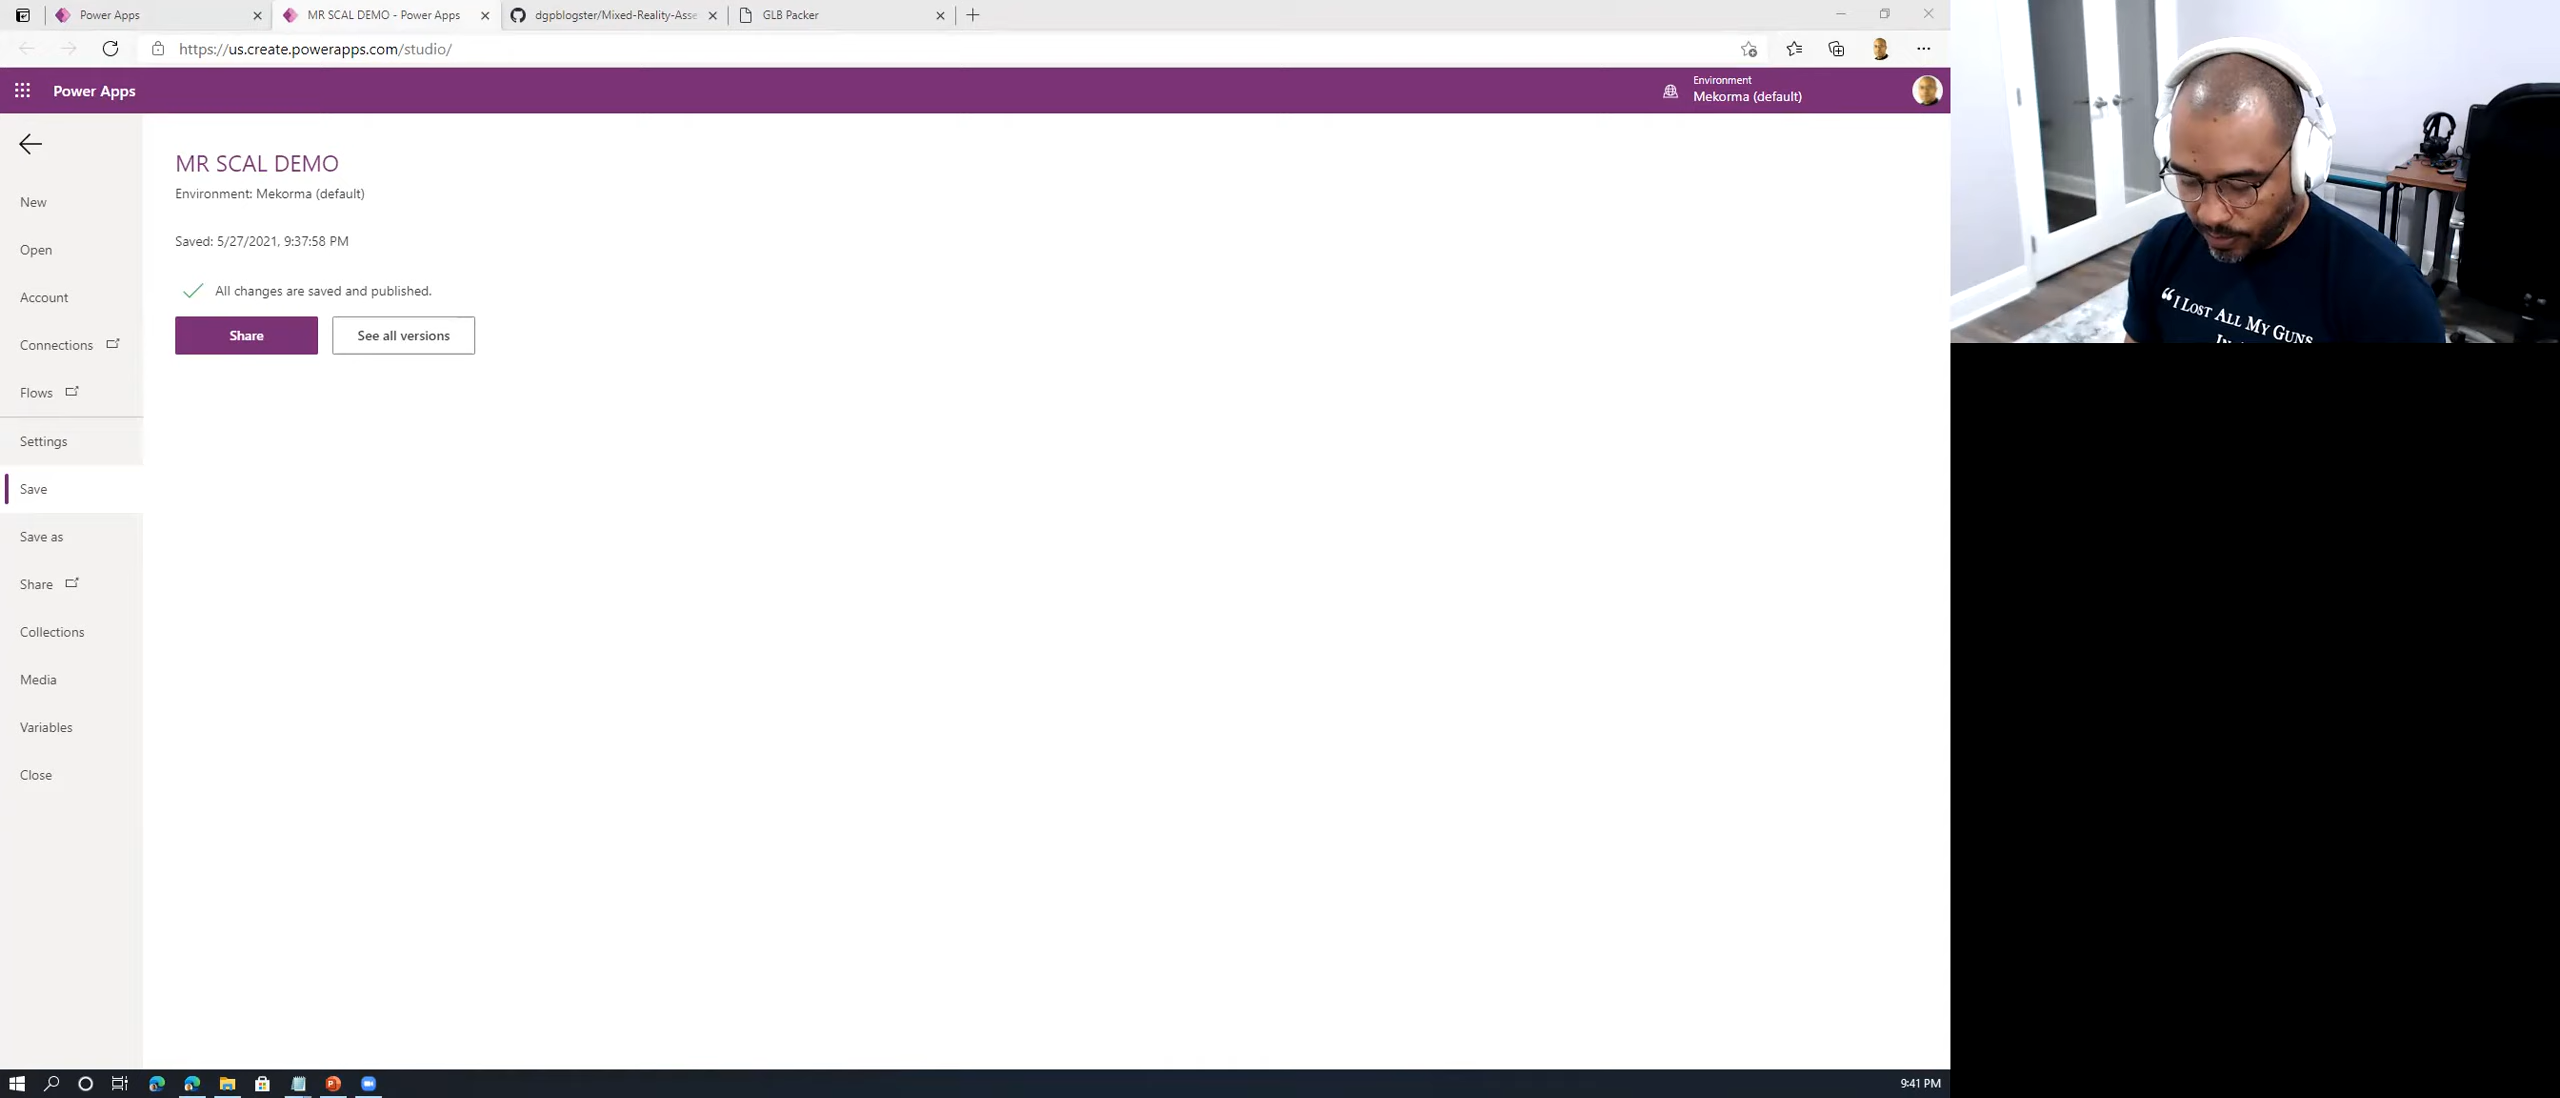 Power Apps
MR SCAL DEMO - Power Apps
dgpblogster/Mixed-Reality-Asse
GLB Packer
https://us.create.powerapps.com/studio/
Power Apps
Environment
Mekorma (default)
MR SCAL DEMO
Environment: Mekorma (default)
Saved: 5/27/2021, 9:37:58 PM
All changes are saved and published.
Share
See all versions
New
Open
Account
Connections
Flows
Settings
Save
Save as
Share
Collections
Media
Variables
Close
9:41 PM
“I LOST ALL MY GUNS